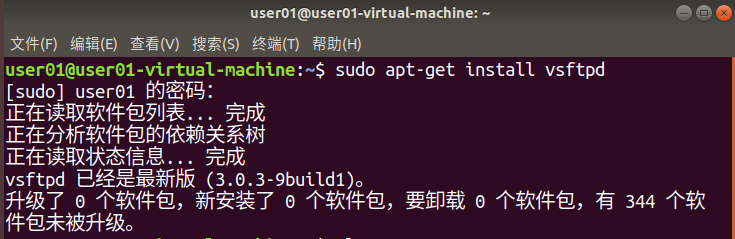 user01@user01-virtual-machine: ~
文件(F) 编辑(E) 查看(V) 搜索(S) 终端(T) 帮助(H)
user01@user01-virtual-machine:~$ sudo apt-get install vsftpd
[sudo] user01 的密码：
正在读取软件包列表... 完成
正在分析软件包的依赖关系树
正在读取状态信息... 完成
vsftpd 已经是最新版 (3.0.3-9build1)。
升级了 0 个软件包，新安装了 0 个软件包，要卸载 0 个软件包，有 344 个软
件包未被升级。